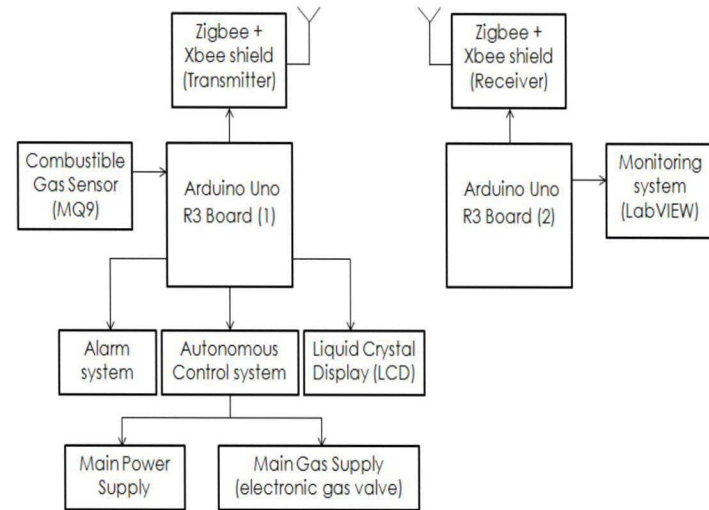 Zigbee +
Xbee shield
(Transmitter)
Zigbee +
Xbee shield
(Receiver)
Combustible
Gas Sensor
(MQ9)
Arduino Uno
R3 Board (1)
Arduino Uno
R3 Board (2)
Monitoring
system
(LabVIEW)
Alarm
system
Autonomous
Control system
Liquid Crystal
Display (LCD)
Main Power
Supply
Main Gas Supply
(electronic gas valve)